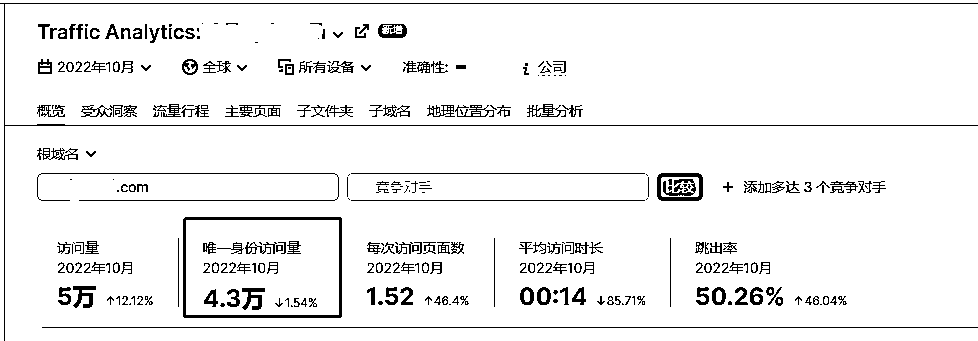 Traffic Analytics: 新增
2022年10月 全球 所有设备 准确性: i 公司
概览 受众洞察 流量行程 主要页面 子文件夹 子域名 地理位置分布 批量分析
根域名
.com 竞争对手 比较 + 添加多达 3 个竞争对手
访问量 唯一身份访问量 每次访问页面数 平均访问时长 跳出率
2022年10月 2022年10月 2022年10月 2022年10月 2022年10月
5万 ↑12.12% 4.3万 ↓1.54% 1.52 ↑46.4% 00:14 ↓85.71% 50.26% ↑46.04%